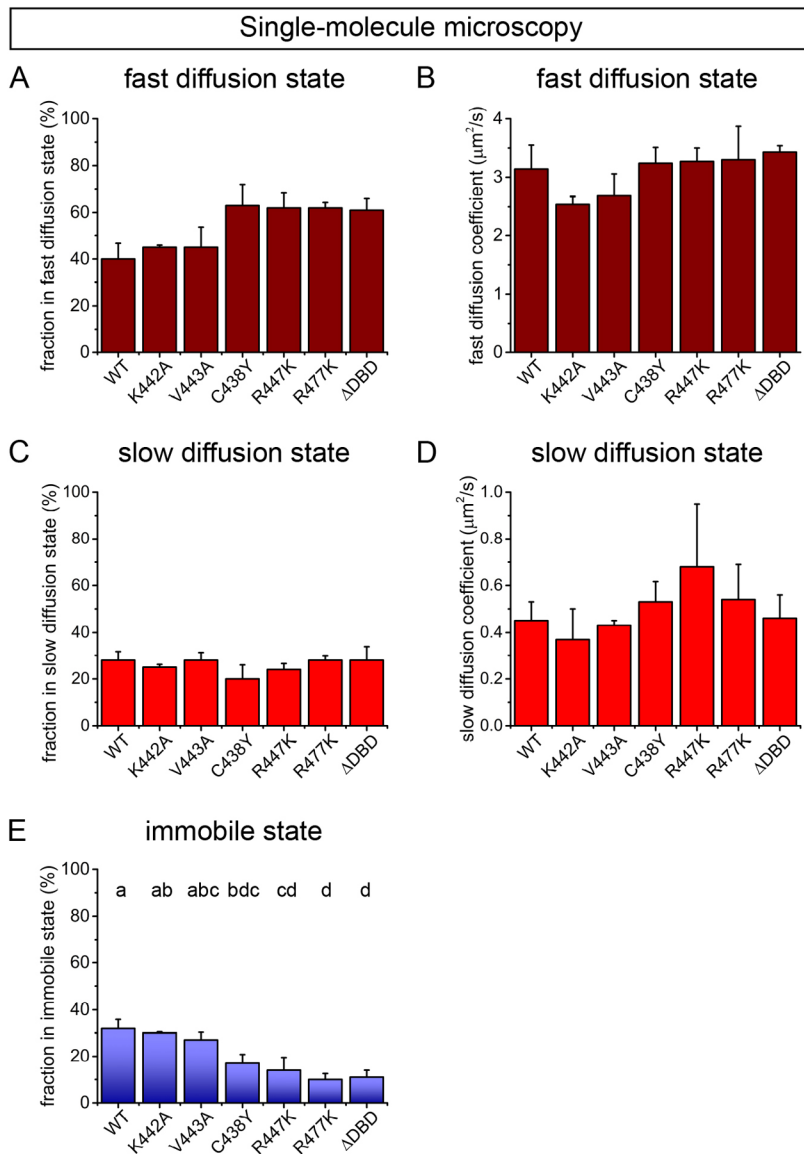 Single-molecule microscopy
A
fast diffusion state
fraction in fast diffusion state (%)
100
80
60
40
20
0
WT
K442A
V443A
C438Y
R447K
R477K
ΔDBD
B
fast diffusion state
fast diffusion coefficient (μm²/s)
4
3
2
1
0
WT
K442A
V443A
C438Y
R447K
R477K
ΔDBD
C
slow diffusion state
fraction in slow diffusion state (%)
100
80
60
40
20
0
WT
K442A
V443A
C438Y
R447K
R477K
ΔDBD
D
slow diffusion state
slow diffusion coefficient (μm²/s)
1.0
0.8
0.6
0.4
0.2
0.0
WT
K442A
V443A
C438Y
R447K
R477K
ΔDBD
E
immobile state
fraction in immobile state (%)
100
80
60
40
20
0
a ab abc bdc cd d d
WT
K442A
V443A
C438Y
R447K
R477K
ΔDBD